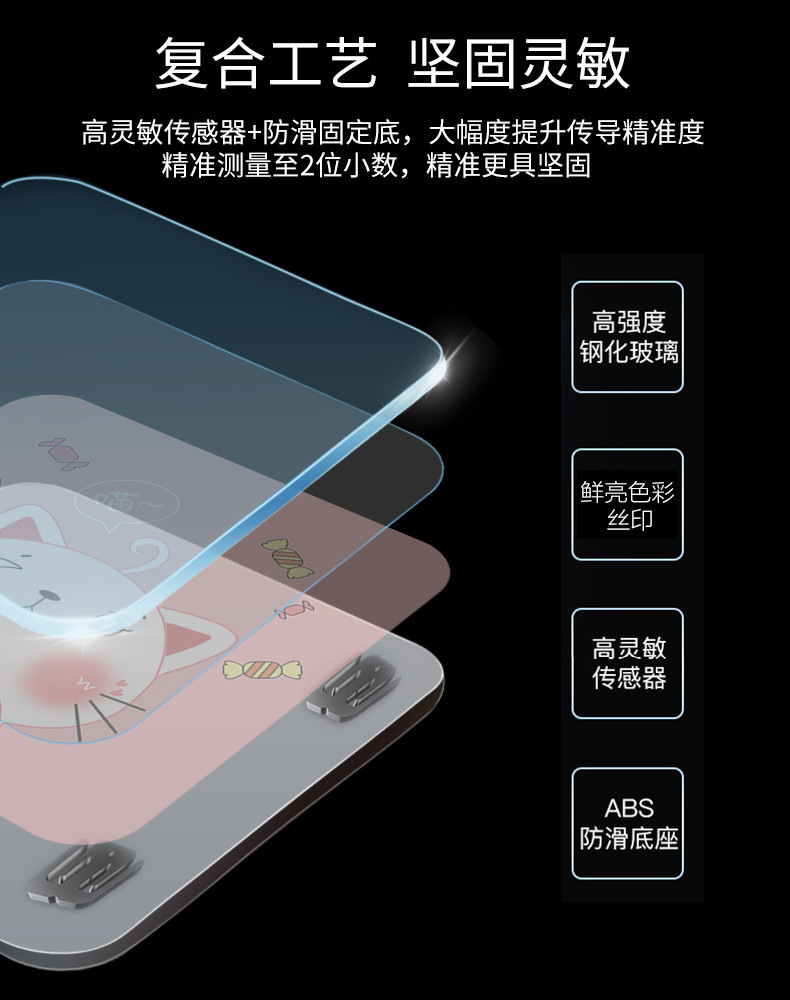 复合工艺 坚固灵敏
高灵敏传感器+防滑固定底，大幅度提升传导精准度
精准测量至2位小数，精准更具坚固
高强度
钢化玻璃
喵～
鲜亮色彩
丝印
高灵敏
传感器
ABS
防滑底座